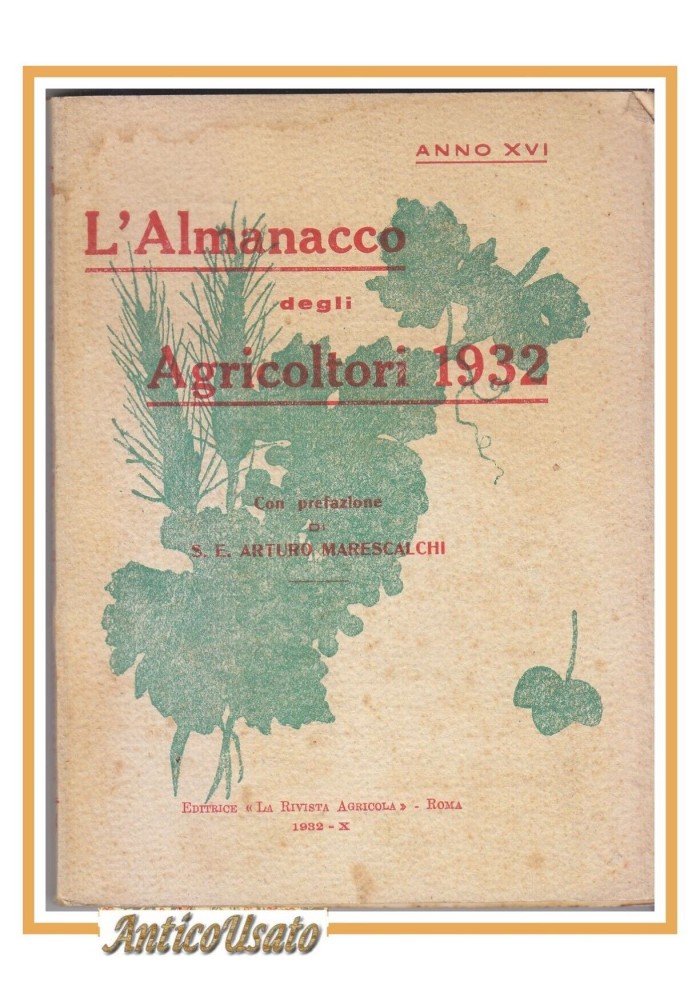 ANNO XVI
L'Almanacco
degli
Agricoltori 1932
Con prefazione
DI
S. E. ARTURO MARESCALCHI
EDITRICE « LA RIVISTA AGRICOLA » - ROMA
1932 - X
AnticoUsato